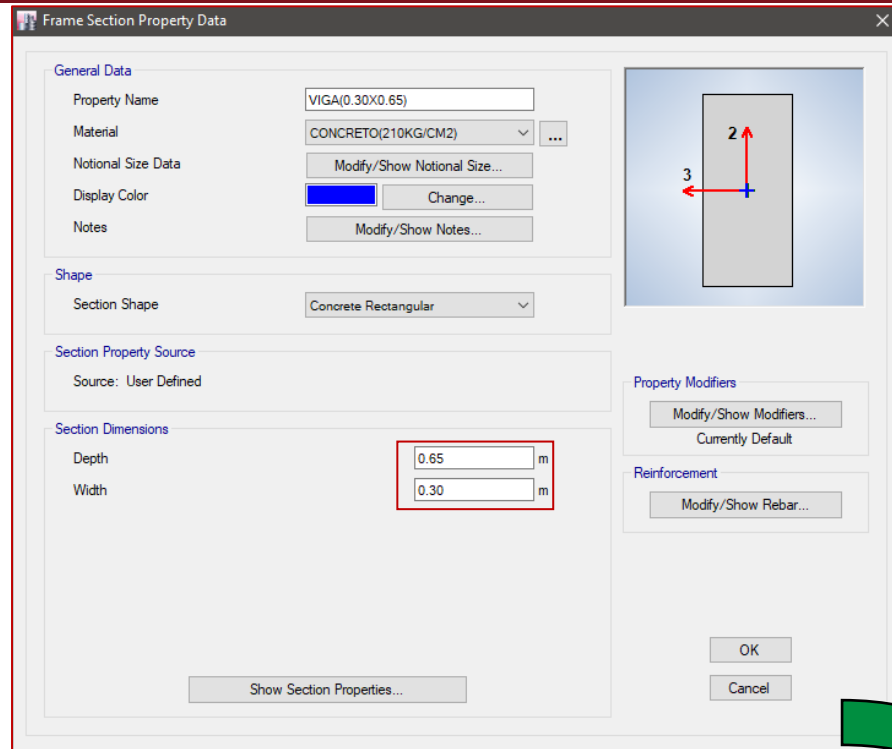 Frame Section Property Data
General Data
Property Name VIGA(0.30X0.65)
Material CONCRETO(210KG/CM2) ...
Notional Size Data Modify/Show Notional Size...
Display Color Change...
Notes Modify/Show Notes...
2
3
Shape
Section Shape Concrete Rectangular
Section Property Source
Source: User Defined
Property Modifiers
Modify/Show Modifiers...
Currently Default
Section Dimensions
Depth 0.65 m
Width 0.30 m
Reinforcement
Modify/Show Rebar...
Show Section Properties...
OK
Cancel